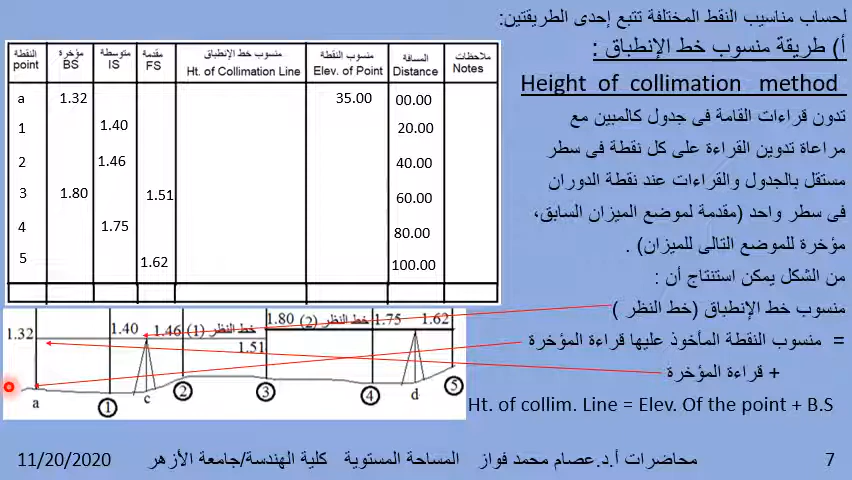 لحساب مناسيب النقط المختلفة تتبع إحدى الطريقتين:
أ) طريقة منسوب خط الإنطباق :
Height of collimation method
تدون قراءات القامة فى جدول كالمبين مع
مراعاة تدوين القراءة على كل نقطة فى سطر
مستقل بالجدول والقراءات عند نقطة الدوران
فى سطر واحد (مقدمة لموضع الميزان السابق،
مؤخرة للموضع التالى للميزان) .
من الشكل يمكن استنتاج أن :
منسوب خط الإنطباق (خط النظر )
= منسوب النقطة المأخوذ عليها قراءة المؤخرة
+ قراءة المؤخرة
Ht. of collim. Line = Elev. Of the point + B.S
النقطة مؤخرة متوسطة مقدمة منسوب خط الإنطباق منسوب النقطة المسافة ملاحظات
point BS IS FS Ht. of Collimation Line Elev. of Point Distance Notes
a 1.32 35.00 00.00
1 1.40 20.00
2 1.46 40.00
3 1.80 1.51 60.00
4 1.75 80.00
5 1.62 100.00
1.32 1.40 1.46 خط النظر (1) 1.80 خط النظر (2) 1.75 1.62
1.51
a 1 c 2 3 4 d 5
11/20/2020 محاضرات أ.د.عصام محمد فواز المساحة المستوية كلية الهندسة/جامعة الأزهر 7